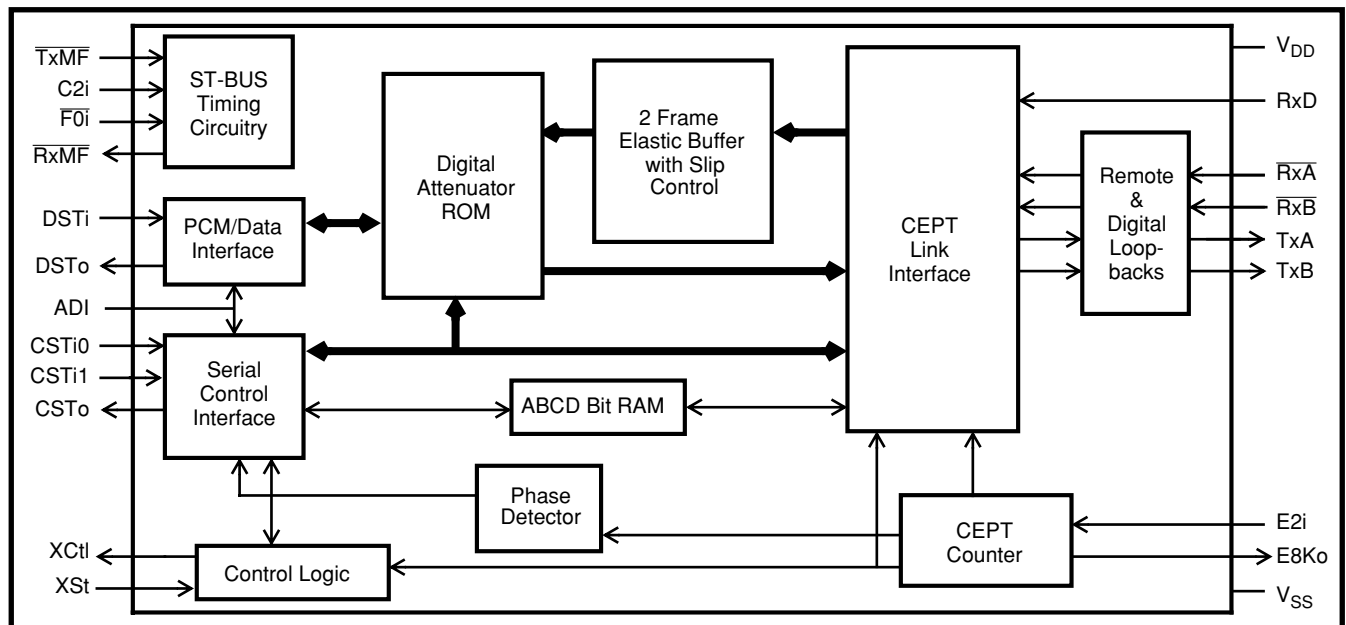 TxMF
C2i
F0i
RxMF
DSTi
DSTo
ADI
CSTi0
CSTi1
CSTo
XCtl
XSt
ST-BUS
Timing
Circuitry
PCM/Data
Interface
Serial
Control
Interface
Control Logic
Digital
Attenuator
ROM
2 Frame
Elastic Buffer
with Slip
Control
ABCD Bit RAM
Phase
Detector
CEPT
Link
Interface
CEPT
Counter
Remote
&
Digital
Loop-
backs
VDD
RxD
RxA
RxB
TxA
TxB
E2i
E8Ko
VSS